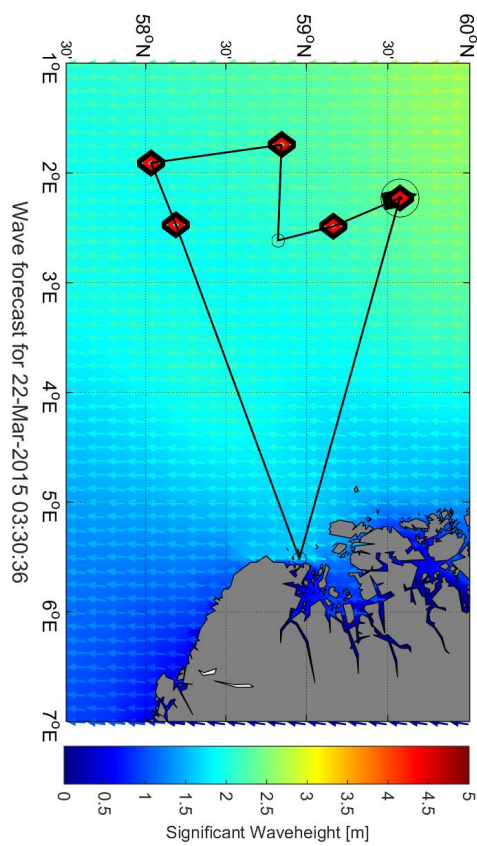 30'
58°N
30'
59°N
30'
60°N
1°E
2°E
3°E
4°E
5°E
6°E
7°E
Wave forecast for 22-Mar-2015 03:30:36
0
0.5
1
1.5
2
2.5
3
3.5
4
4.5
5
Significant Waveheight [m]